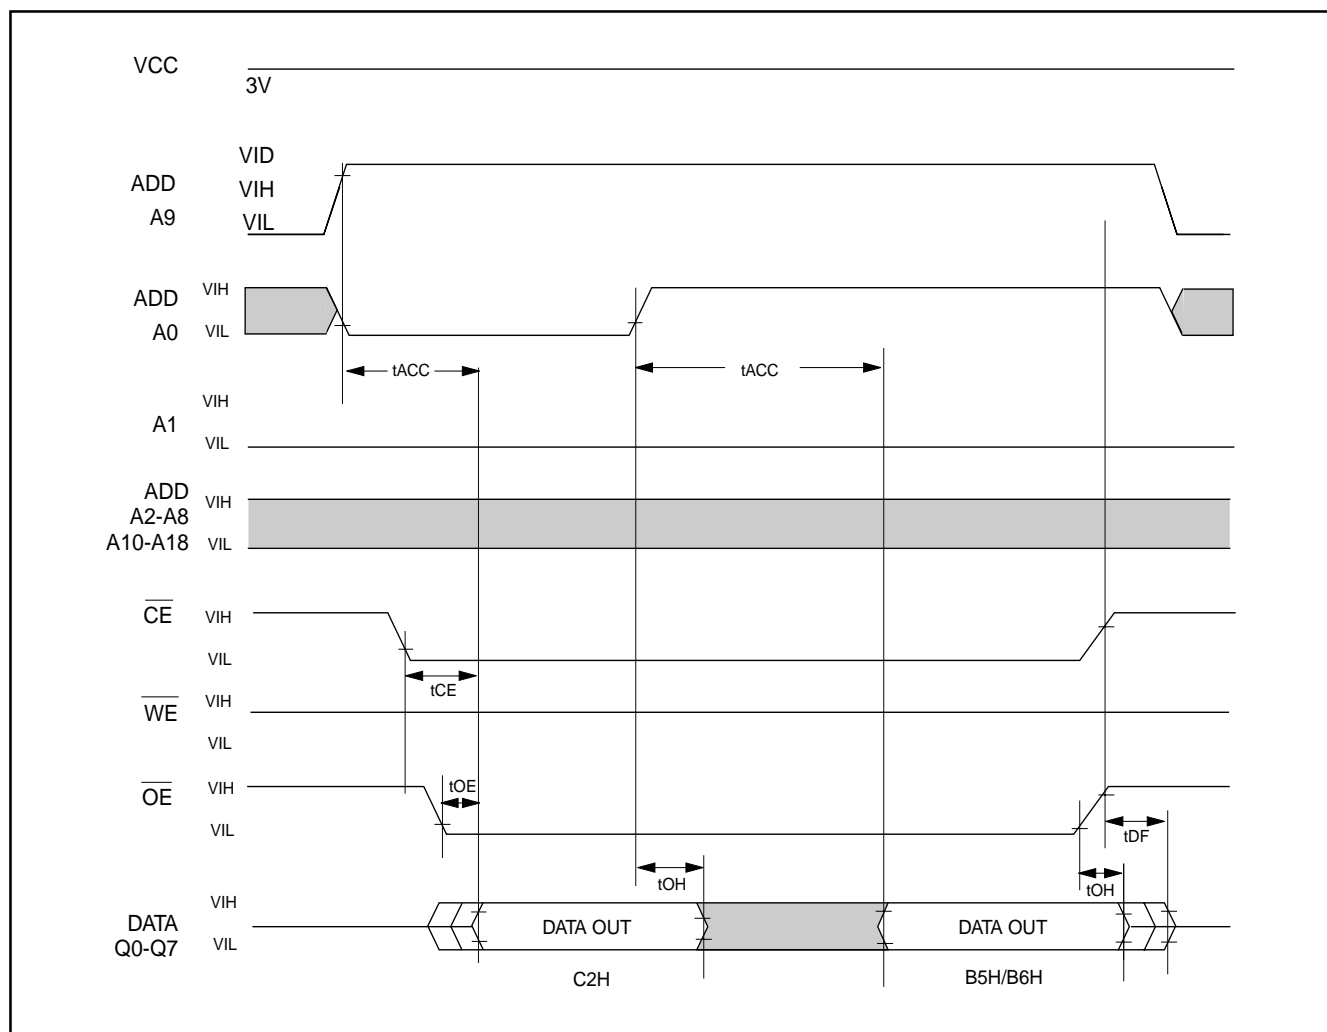 VCC
3V
VID
ADD
VIH
A9
VIL
ADD
VIH
A0
VIL
tACC
tACC
VIH
A1
VIL
ADD
VIH
A2-A8
A10-A18
VIL
CE
VIH
VIL
tCE
WE
VIH
VIL
OE
VIH
tOE
VIL
tDF
tOH
tOH
VIH
DATA
Q0-Q7
VIL
DATA OUT
DATA OUT
C2H
B5H/B6H